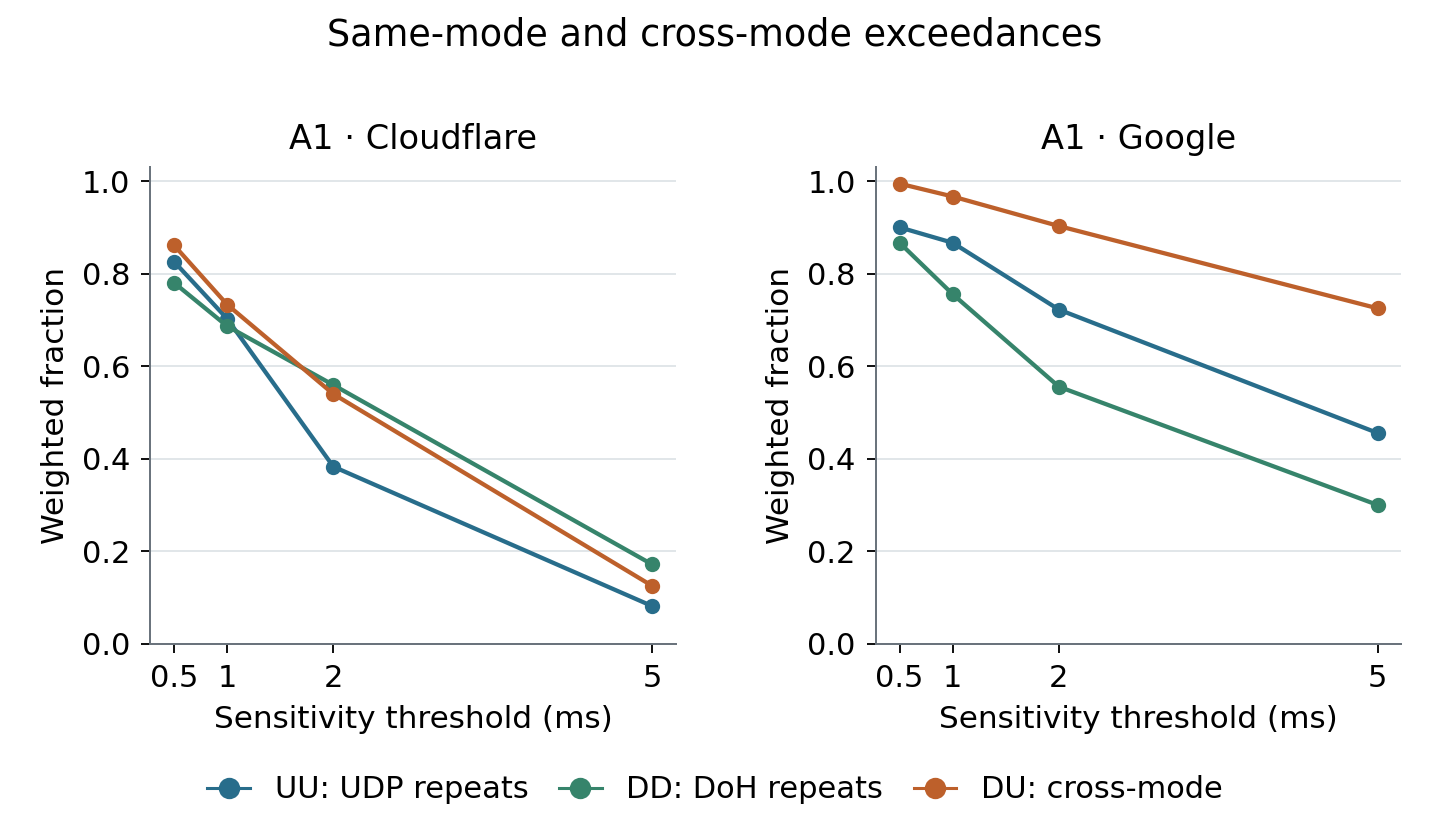 Same-mode and cross-mode exceedances
A1 · Cloudflare
Weighted fraction
1.0
0.8
0.6
0.4
0.2
0.0
0.5 1 2 5
Sensitivity threshold (ms)
A1 · Google
Weighted fraction
1.0
0.8
0.6
0.4
0.2
0.0
0.5 1 2 5
Sensitivity threshold (ms)
UU: UDP repeats DD: DoH repeats DU: cross-mode